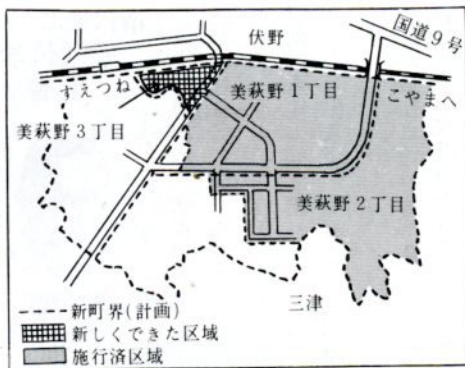 国道9号
伏野
すえつね
美萩野1丁目
こやまへ
美萩野3丁目
美萩野2丁目
三津
新町界(計画)
新しくできた区域
施行済区域